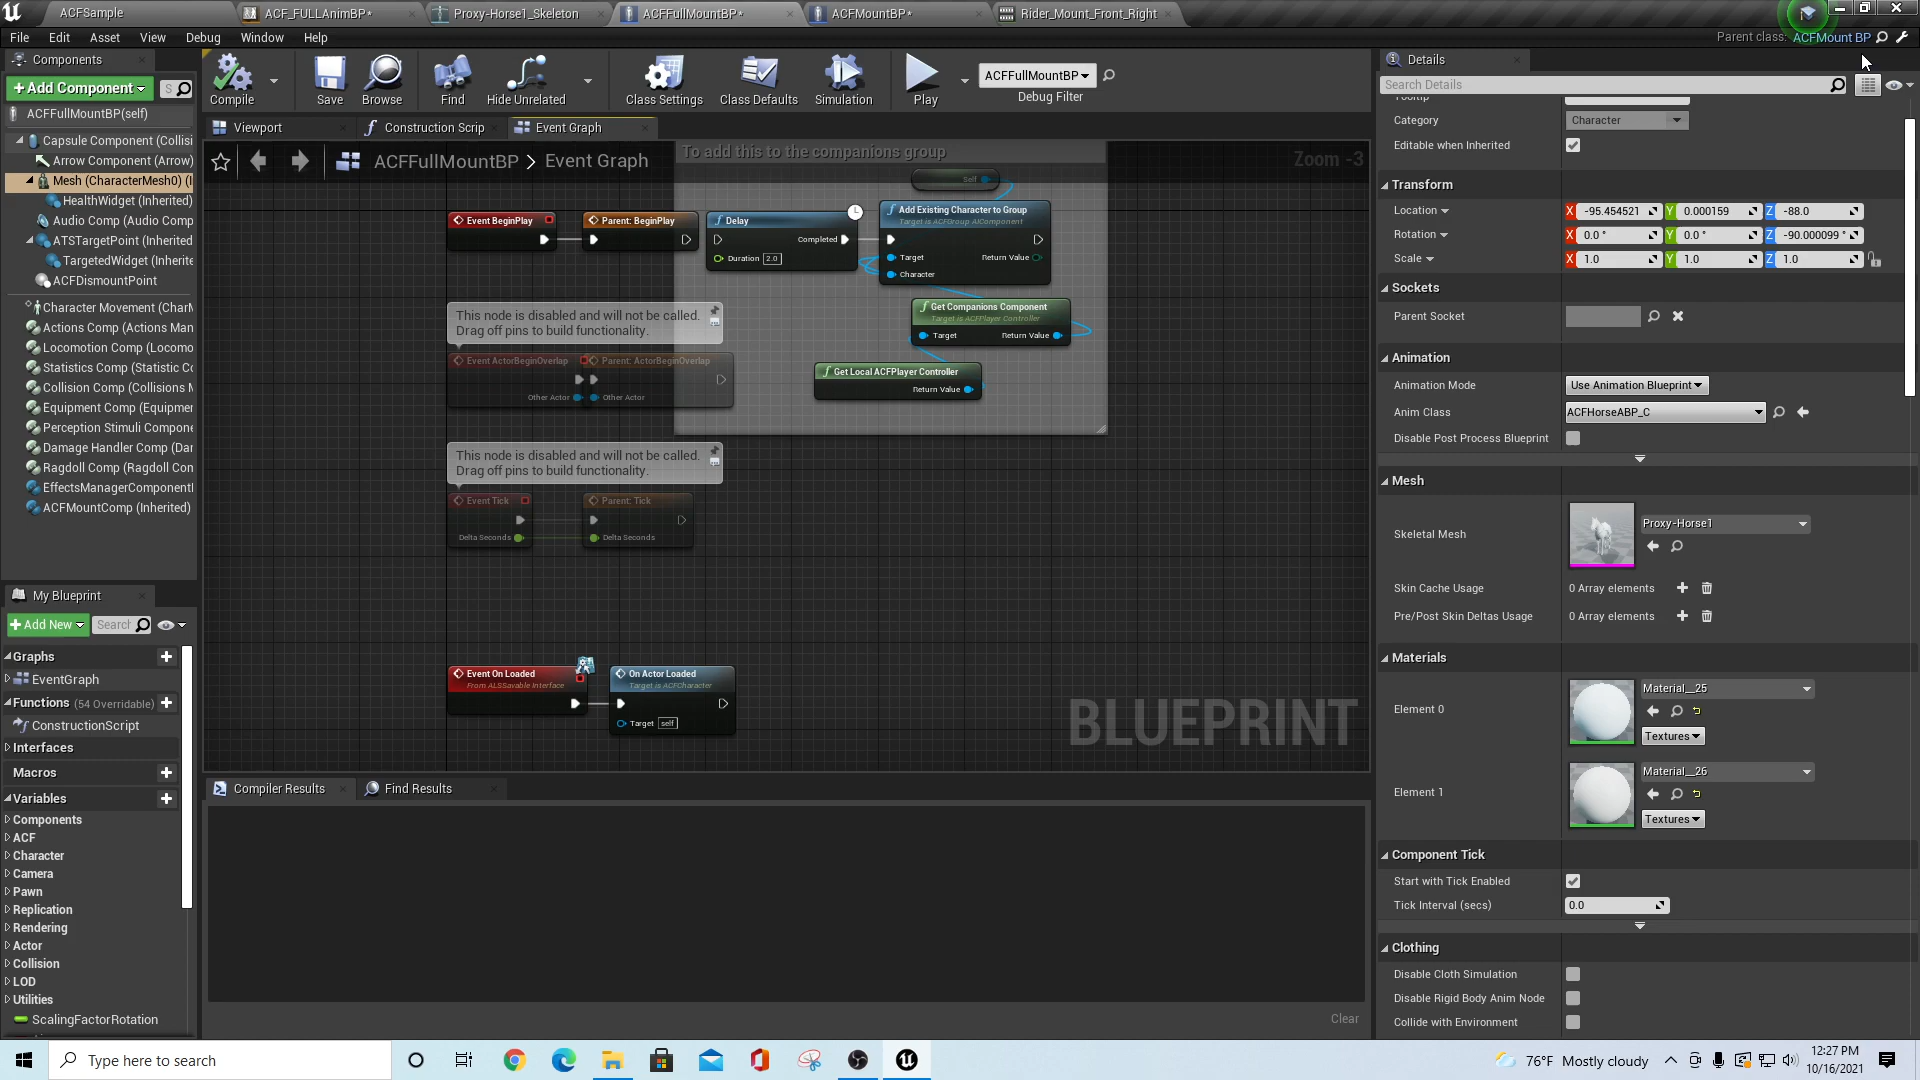 ACFSample
ACF_FULLAnimBP*
Proxy-Horse1_Skeleton
ACFFullMountBP*
ACFMountBP*
Rider_Mount_Front_Right
File Edit Asset View Debug Window Help
Parent class: ACFMount BP
Components
+Add Component
ACFFullMountBP(self)
Capsule Component (Collisi
Arrow Component (Arrow)
Mesh (CharacterMesh0) (I
HealthWidget (Inherited)
Audio Comp (Audio Comp
ATSTargetPoint (Inherited
TargetedWidget (Inherite
ACFDismountPoint
Character Movement (CharM
Actions Comp (Actions Man
Locomotion Comp (Locomo
Statistics Comp (Statistic Co
Collision Comp (Collisions M
Equipment Comp (Equipmer
Perception Stimuli Compone
Damage Handler Comp (Dar
Ragdoll Comp (Ragdoll Con
EffectsManagerComponent
ACFMountComp (Inherited)
Compile
Save
Browse
Find
Hide Unrelated
Class Settings
Class Defaults
Simulation
Play
ACFFullMountBP
Debug Filter
Viewport
Construction Scrip
Event Graph
ACFFullMountBP > Event Graph
Zoom -3
To add this to the companions group
Self
Event BeginPlay
Parent: BeginPlay
Delay
Completed
Duration 2.0
Add Existing Character to Group
Target is ACFGroup AIComponent
Target
Return Value
Character
Get Companions Component
Target is ACFPlayer Controller
Target
Return Value
Get Local ACFPlayer Controller
Return Value
This node is disabled and will not be called.
Drag off pins to build functionality.
Event ActorBeginOverlap
Parent: ActorBeginOverlap
Other Actor
Other Actor
This node is disabled and will not be called.
Drag off pins to build functionality.
Event Tick
Parent: Tick
Delta Seconds
Delta Seconds
Event On Loaded
From ALSSavable Interface
On Actor Loaded
Target is ACFCharacter
Target self
BLUEPRINT
My Blueprint
+Add New
Search
Graphs
EventGraph
Functions (54 Overridable)
ConstructionScript
Interfaces
Macros
Variables
Components
ACF
Character
Camera
Pawn
Replication
Rendering
Actor
Collision
LOD
Utilities
ScalingFactorRotation
Compiler Results
Find Results
Clear
Details
Search Details
Category Character
Editable when Inherited
Transform
Location X -95.454521 Y 0.000159 Z -88.0
Rotation X 0.0 ° Y 0.0 ° Z -90.000099 °
Scale X 1.0 Y 1.0 Z 1.0
Sockets
Parent Socket
Animation
Animation Mode Use Animation Blueprint
Anim Class ACFHorseABP_C
Disable Post Process Blueprint
Mesh
Skeletal Mesh Proxy-Horse1
Skin Cache Usage 0 Array elements
Pre/Post Skin Deltas Usage 0 Array elements
Materials
Element 0 Material__25
Textures
Element 1 Material__26
Textures
Component Tick
Start with Tick Enabled
Tick Interval (secs) 0.0
Clothing
Disable Cloth Simulation
Disable Rigid Body Anim Node
Collide with Environment
Type here to search
76°F Mostly cloudy
12:27 PM
10/16/2021